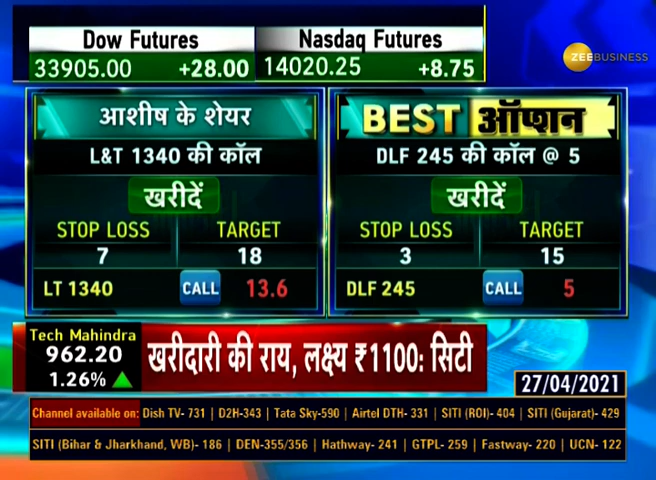 Dow Futures
33905.00 +28.00
Nasdaq Futures
14020.25 +8.75
ZEEBUSINESS
आशीष के शेयर
L&T 1340 की कॉल
खरीदें
STOP LOSS TARGET
7 18
LT 1340 CALL 13.6
BEST ऑप्शन
DLF 245 की कॉल @ 5
खरीदें
STOP LOSS TARGET
3 15
DLF 245 CALL 5
Tech Mahindra
962.20
1.26% ▲
खरीदारी की राय, लक्ष्य ₹1100: सिटी
27/04/2021
Channel available on: Dish TV- 731 | D2H-343 | Tata Sky-590 | Airtel DTH- 331 | SITI (ROI)- 404 | SITI (Gujarat)- 429
SITI (Bihar & Jharkhand, WB)- 186 | DEN-355/356 | Hathway- 241 | GTPL- 259 | Fastway- 220 | UCN- 122